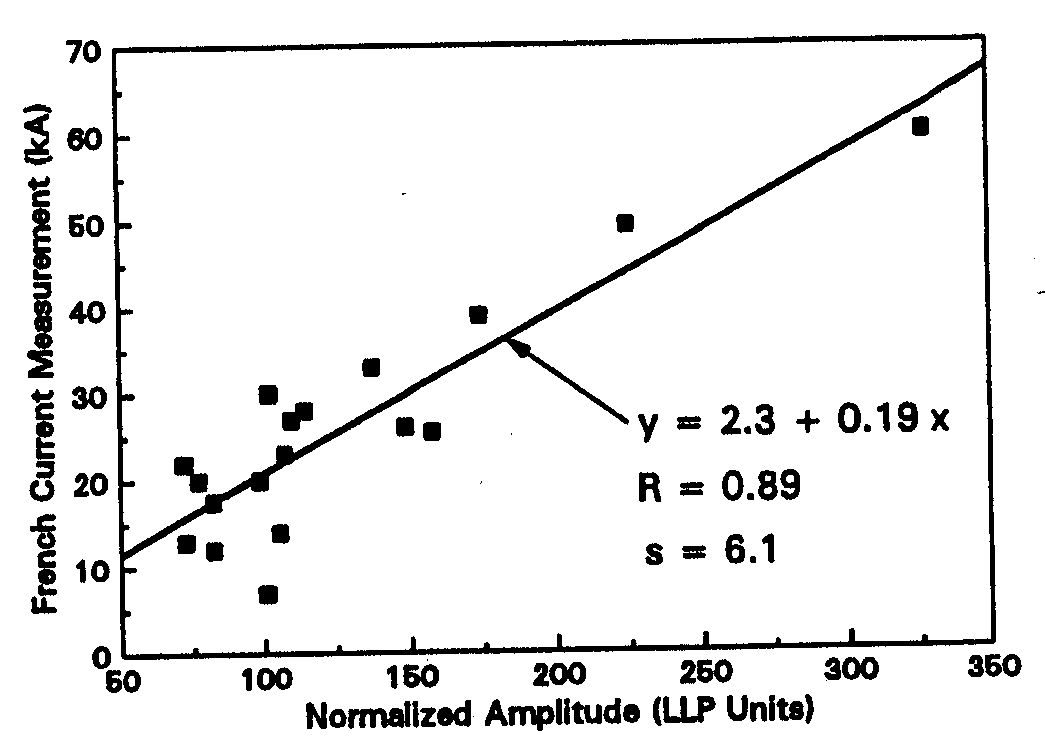 70
60
50
40
30
20
10
0
French Current Measurement (kA)
y = 2.3 + 0.19 x
R = 0.89
s = 6.1
50 100 150 200 250 300 350
Normalized Amplitude (LLP Units)